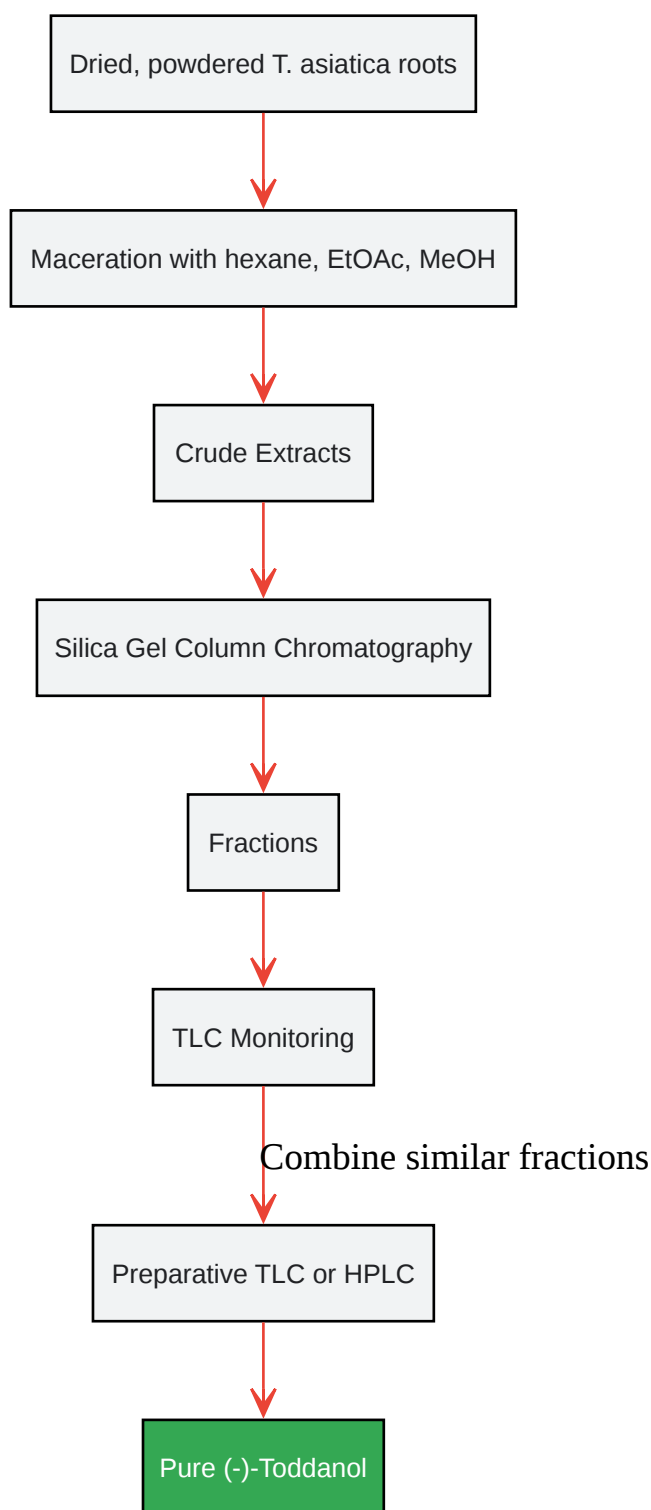 Dried, powdered T. asiatica roots
Maceration with hexane, EtOAc, MeOH
Crude Extracts
Silica Gel Column Chromatography
Fractions
TLC Monitoring
Combine similar fractions
Preparative TLC or HPLC
Pure (-)-Toddanol